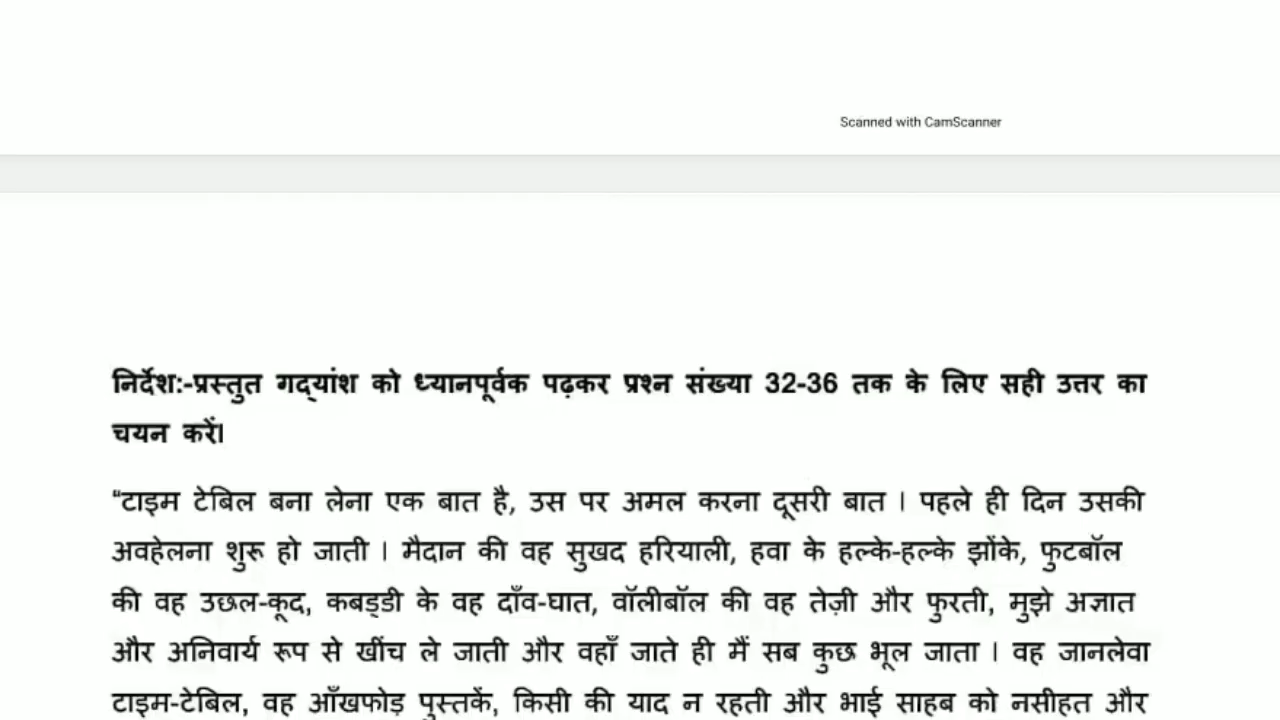 Scanned with CamScanner
निर्देश:-प्रस्तुत गद्‌यांश को ध्यानपूर्वक पढ़कर प्रश्न संख्या 32-36 तक के लिए सही उत्तर का
चयन करें।
“टाइम टेबिल बना लेना एक बात है, उस पर अमल करना दूसरी बात । पहले ही दिन उसकी
अवहेलना शुरू हो जाती । मैदान की वह सुखद हरियाली, हवा के हल्के-हल्के झोंके, फुटबॉल
की वह उछल-कूद, कबड्डी के वह दाँव-घात, वॉलीबॉल की वह तेज़ी और फुरती, मुझे अज्ञात
और अनिवार्य रूप से खींच ले जाती और वहाँ जाते ही मैं सब कुछ भूल जाता । वह जानलेवा
टाइम-टेबिल, वह आँखफोड़ पुस्तकें, किसी की याद न रहती और भाई साहब को नसीहत और